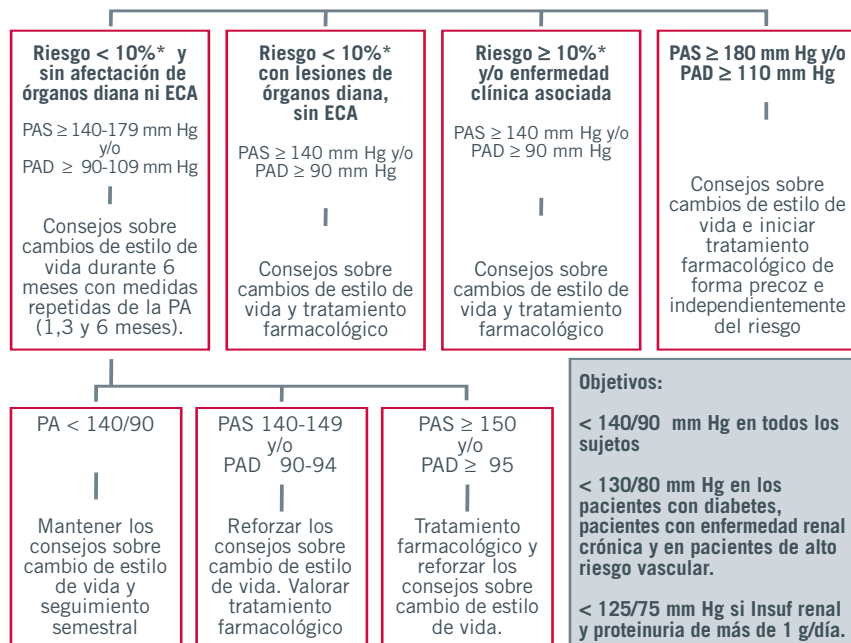 Riesgo < 10%* y
sin afectación de
órganos diana ni ECA
PAS ≥ 140-179 mm Hg
y/o
PAD ≥ 90-109 mm Hg
Consejos sobre
cambios de estilo de
vida durante 6
meses con medidas
repetidas de la PA
(1,3 y 6 meses).
Riesgo < 10%*
con lesiones de
órganos diana,
sin ECA
PAS ≥ 140 mm Hg y/o
PAD ≥ 90 mm Hg
Consejos sobre
cambios de estilo de
vida y tratamiento
farmacológico
Riesgo ≥ 10%*
y/o enfermedad
clínica asociada
PAS ≥ 140 mm Hg y/o
PAD ≥ 90 mm Hg
Consejos sobre
cambios de estilo de
vida y tratamiento
farmacológico
PAS ≥ 180 mm Hg y/o
PAD ≥ 110 mm Hg
Consejos sobre
cambios de estilo de
vida e iniciar
tratamiento
farmacológico de
forma precoz e
independientemente
del riesgo
PA < 140/90
Mantener los
consejos sobre
cambio de estilo
de vida y
seguimiento
semestral
PAS 140-149
y/o
PAD 90-94
Reforzar los
consejos sobre
cambio de estilo
de vida. Valorar
tratamiento
farmacológico
PAS ≥ 150
y/o
PAD ≥ 95
Tratamiento
farmacológico y
reforzar los
consejos sobre
cambio de estilo
de vida.
Objetivos:
< 140/90 mm Hg en todos los
sujetos
< 130/80 mm Hg en los
pacientes con diabetes,
pacientes con enfermedad renal
crónica y en pacientes de alto
riesgo vascular.
< 125/75 mm Hg si Insuf renal
y proteinuria de más de 1 g/día.